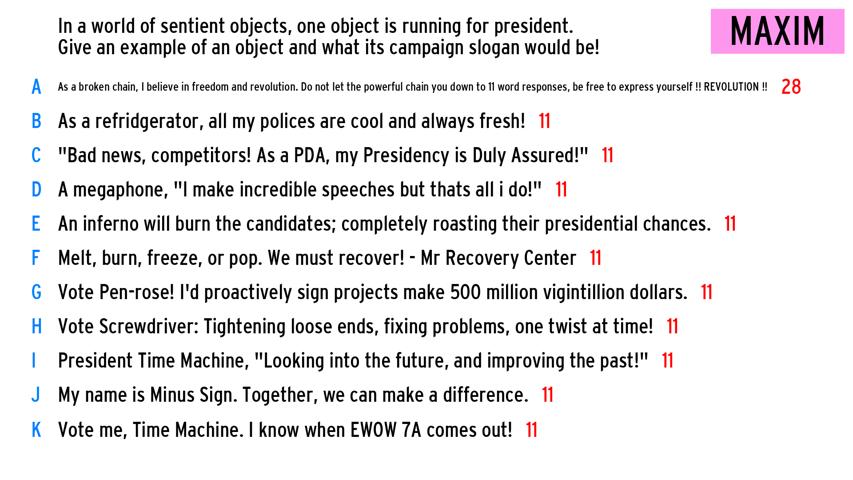 In a world of sentient objects, one object is running for president.
Give an example of an object and what its campaign slogan would be!
MAXIM
A As a broken chain, I believe in freedom and revolution. Do not let the powerful chain you down to 11 word responses, be free to express yourself !! REVOLUTION !! 28
B As a refridgerator, all my polices are cool and always fresh! 11
C "Bad news, competitors! As a PDA, my Presidency is Duly Assured!" 11
D A megaphone, "I make incredible speeches but thats all i do!" 11
E An inferno will burn the candidates; completely roasting their presidential chances. 11
F Melt, burn, freeze, or pop. We must recover! - Mr Recovery Center 11
G Vote Pen-rose! I'd proactively sign projects make 500 million vigintillion dollars. 11
H Vote Screwdriver: Tightening loose ends, fixing problems, one twist at time! 11
I President Time Machine, "Looking into the future, and improving the past!" 11
J My name is Minus Sign. Together, we can make a difference. 11
K Vote me, Time Machine. I know when EWOW 7A comes out! 11